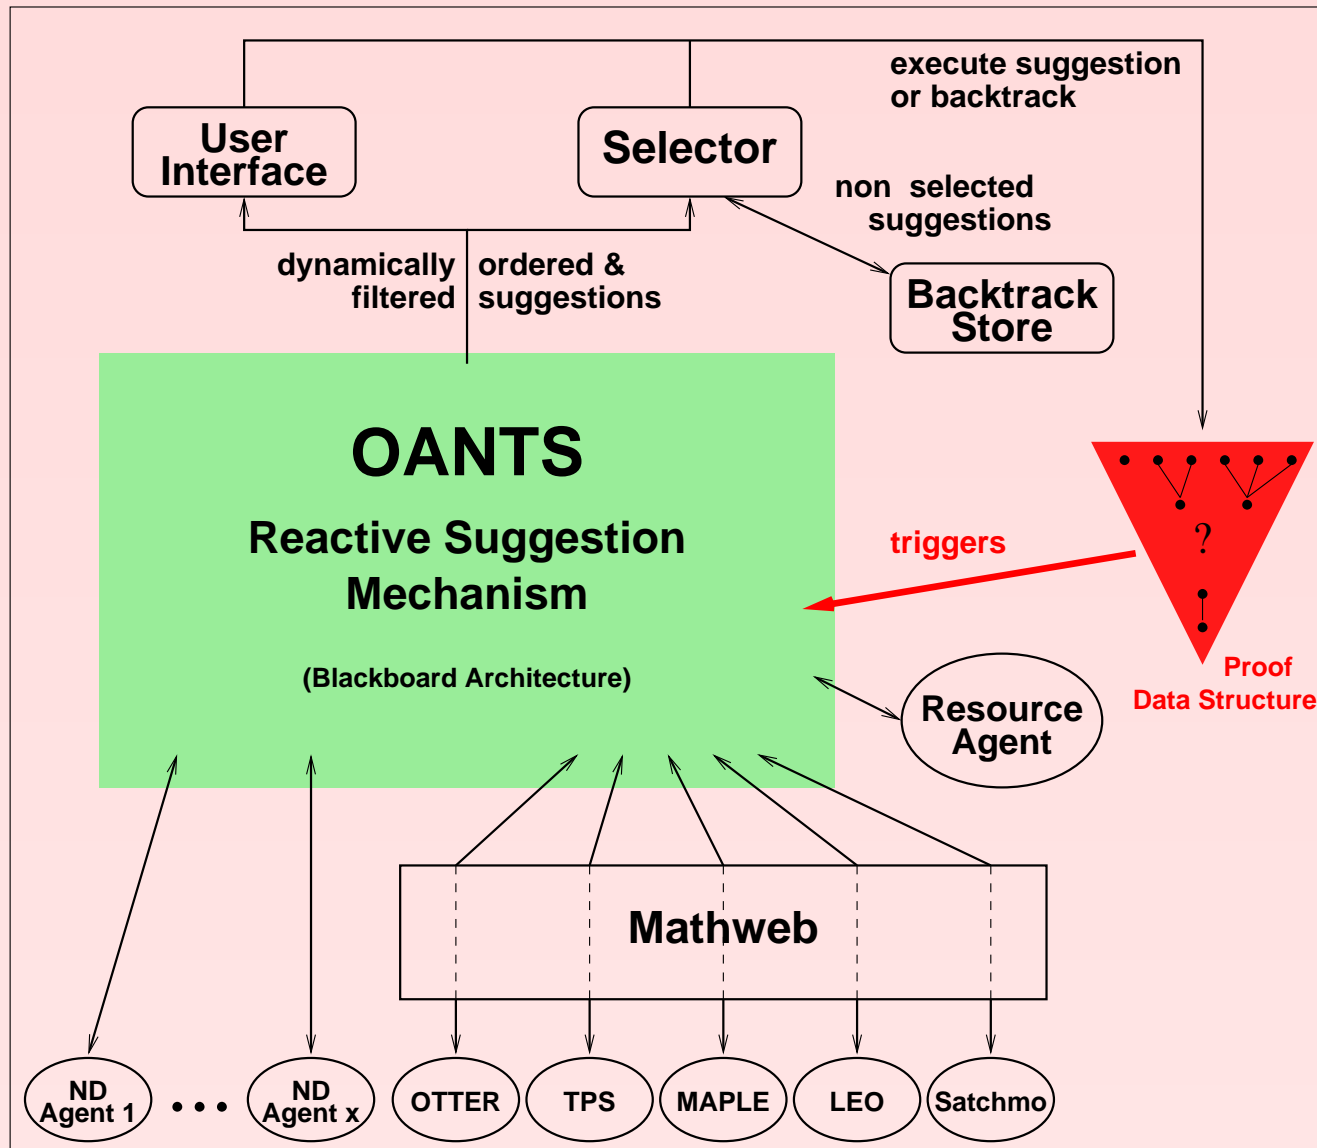 execute suggestion
or backtrack
User
Interface
Selector
non selected
suggestions
dynamically
filtered
ordered &
suggestions
Backtrack
Store
OANTS
Reactive Suggestion
Mechanism
(Blackboard Architecture)
triggers
?
Proof
Data Structure
Resource
Agent
Mathweb
ND
Agent 1
• • •
ND
Agent x
OTTER
TPS
MAPLE
LEO
Satchmo